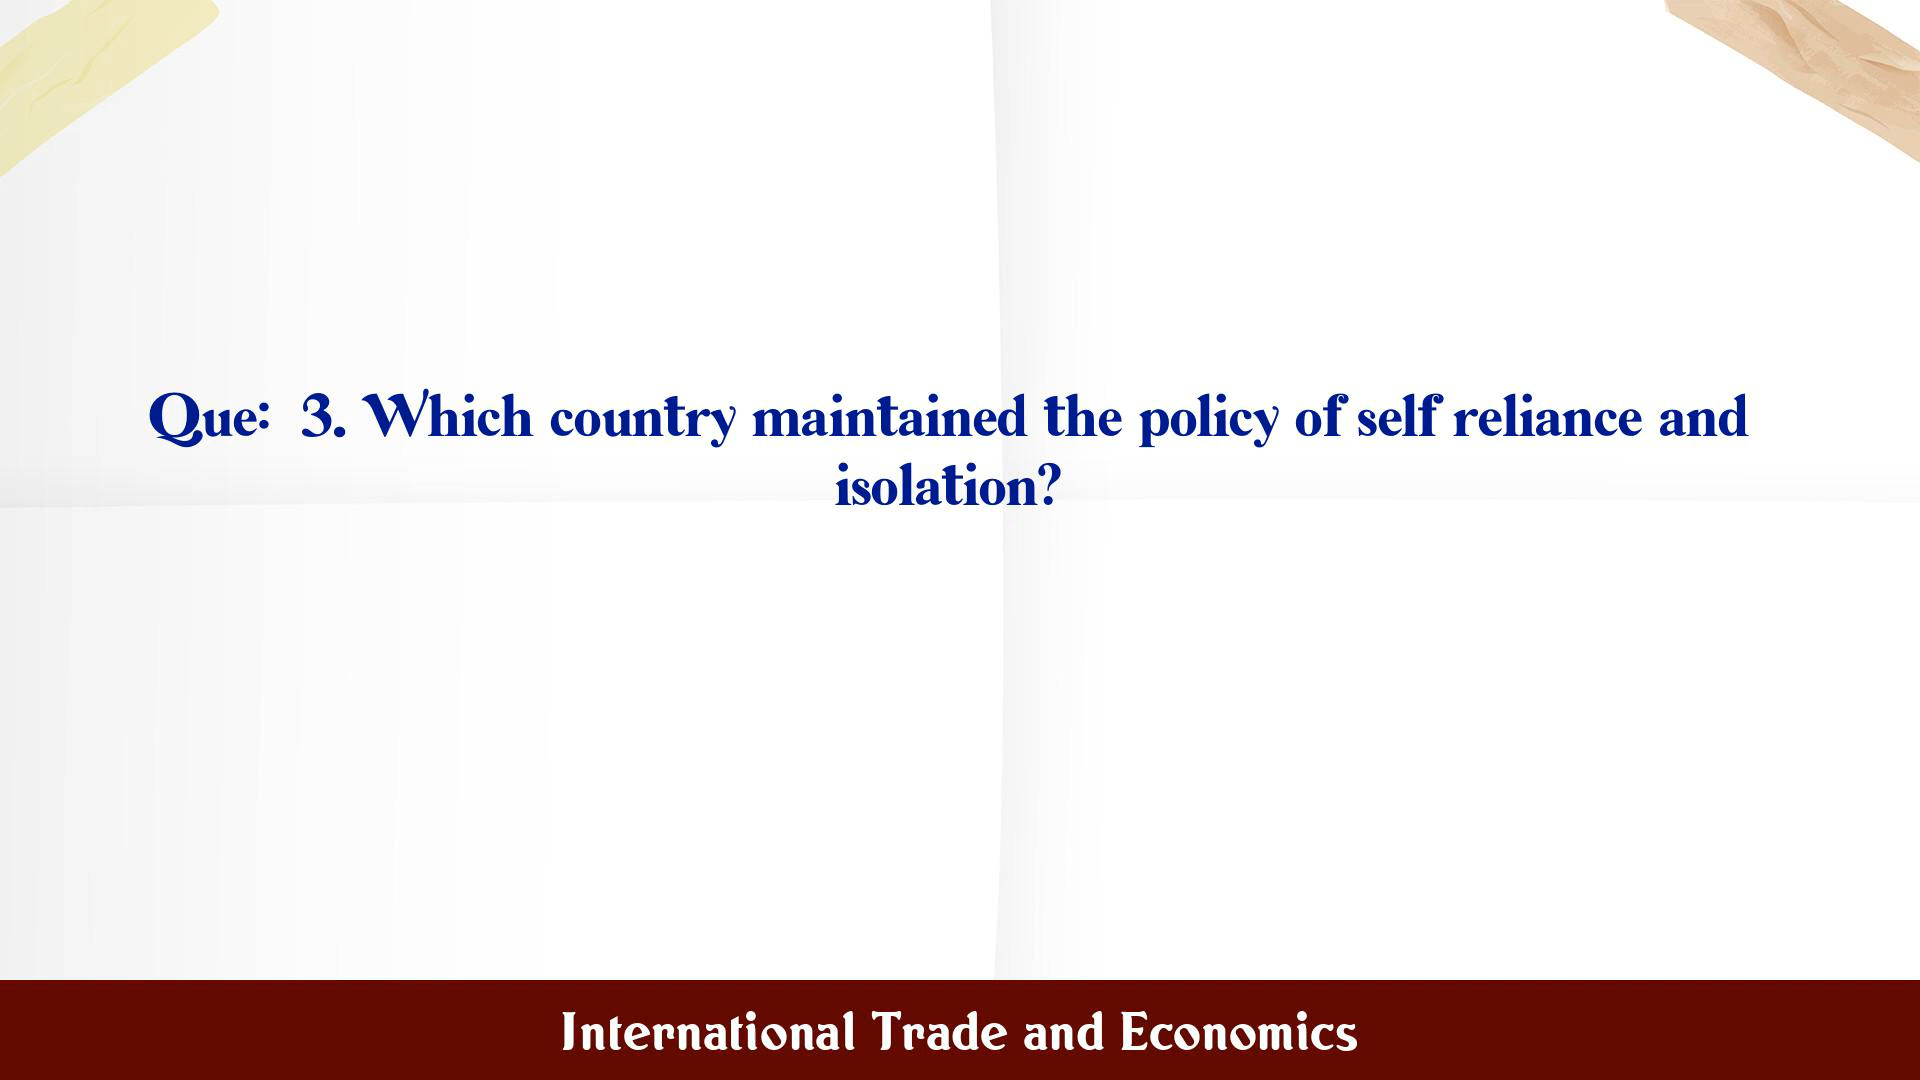 Que:  3. Which country maintained the policy of self reliance and
isolation?
International Trade and Economics